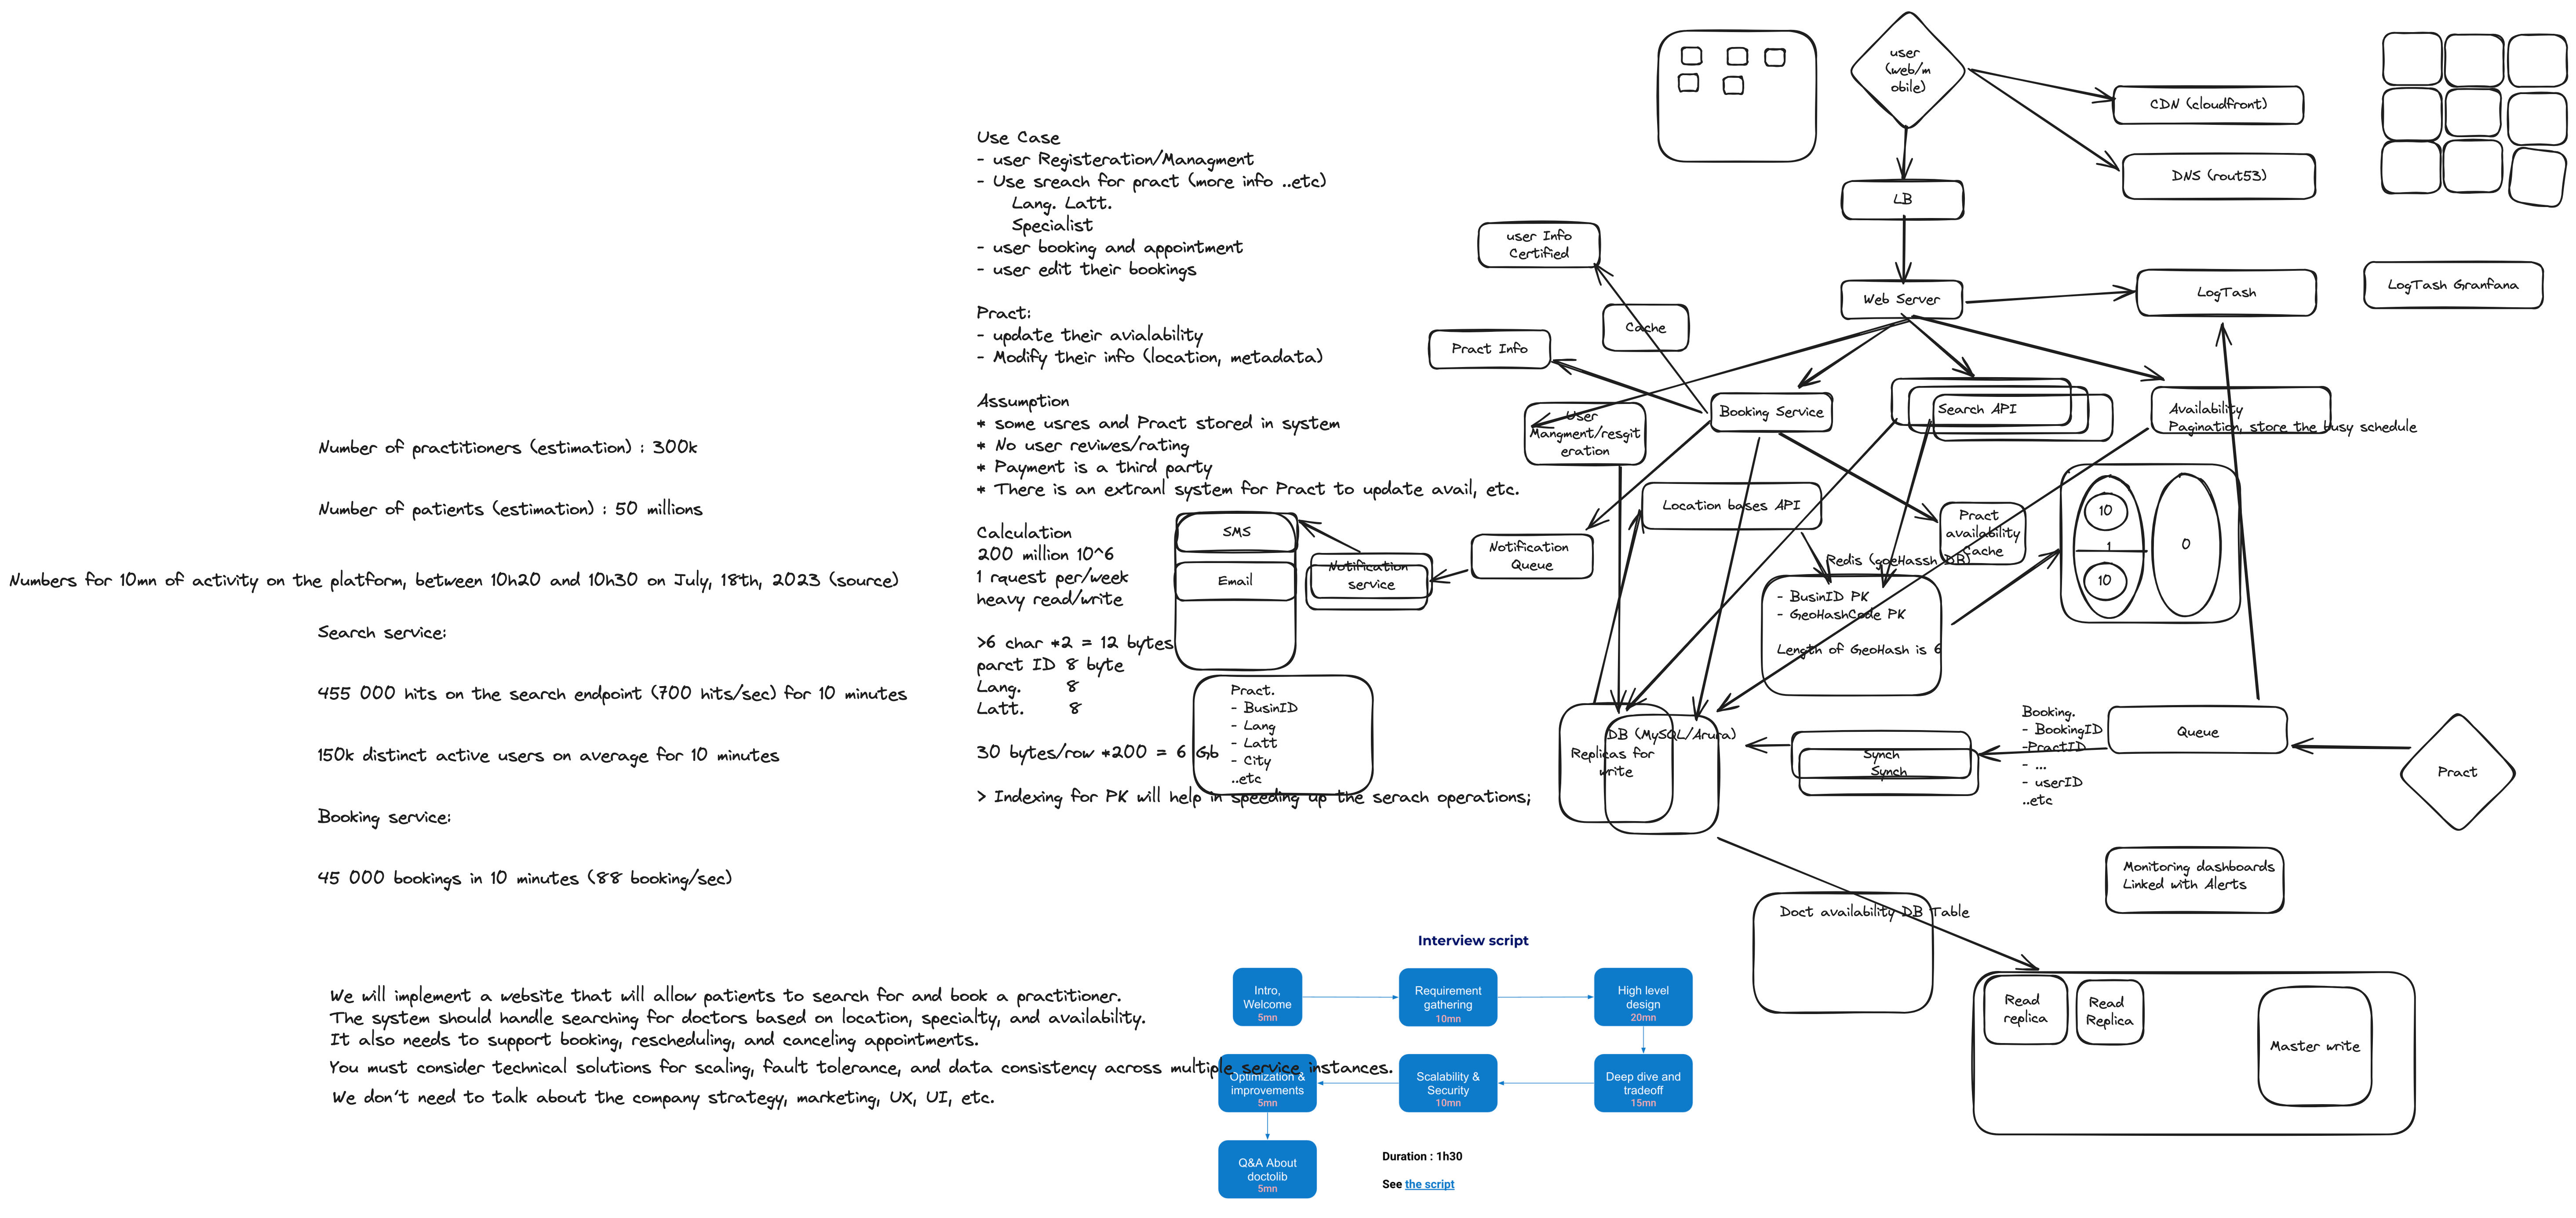 Number of practitioners (estimation) : 300k
Number of patients (estimation) : 50 millions
Numbers for 10mn of activity on the platform, between 10h20 and 10h30 on July, 18th, 2023 (source)
Search service:
455 000 hits on the search endpoint (700 hits/sec) for 10 minutes
150k distinct active users on average for 10 minutes
Booking service:
45 000 bookings in 10 minutes (88 booking/sec)
We will implement a website that will allow patients to search for and book a practitioner.
The system should handle searching for doctors based on location, specialty, and availability.
It also needs to support booking, rescheduling, and canceling appointments.
You must consider technical solutions for scaling, fault tolerance, and data consistency across multiple service instances.
We don't need to talk about the company strategy, marketing, UX, UI, etc.
Use Case
- user Registeration/Managment
- Use sreach for pract (more info ..etc)
Lang. Latt.
Specialist
- user booking and appointment
- user edit their bookings
Pract:
- update their avialability
- Modify their info (location, metadata)
Assumption
* some usres and Pract stored in system
* No user reviwes/rating
* Payment is a third party
* There is an extranl system for Pract to update avail, etc.
Calculation
200 million 10^6
1 rquest per/week
heavy read/write
>6 char *2 = 12 bytes
parct ID 8 byte
Lang. 8
Latt. 8
30 bytes/row *200 = 6 Gb
> Indexing for PK will help in speeding up the serach operations;
user
(web/m
obile)
CDN (cloudfront)
DNS (rout53)
LB
user Info
Certified
Web Server
LogTash
LogTash Granfana
Cache
Pract Info
User
Mangment/resgit
eration
Booking Service
Search API
Availability
Pagination, store the busy schedule
Location bases API
Pract
availability
Cache
10
1
10
0
SMS
Email
Notification
service
Notification
Queue
Redis (goeHassh DB)
- BusinID PK
- GeoHashCode PK
Length of GeoHash is 6
Pract.
- BusinID
- Lang
- Latt
- City
..etc
DB (MySQL/Arura)
Replicas for
write
Synch
Synch
Booking.
- BookingID
-PractID
- ...
- userID
..etc
Queue
Pract
Monitoring dashboards
Linked with Alerts
Doct availability DB Table
Read
replica
Read
Replica
Master write
Interview script
Intro,
Welcome
5mn
Requirement
gathering
10mn
High level
design
20mn
Optimization &
improvements
5mn
Scalability &
Security
10mn
Deep dive and
tradeoff
15mn
Q&A About
doctolib
5mn
Duration : 1h30
See the script